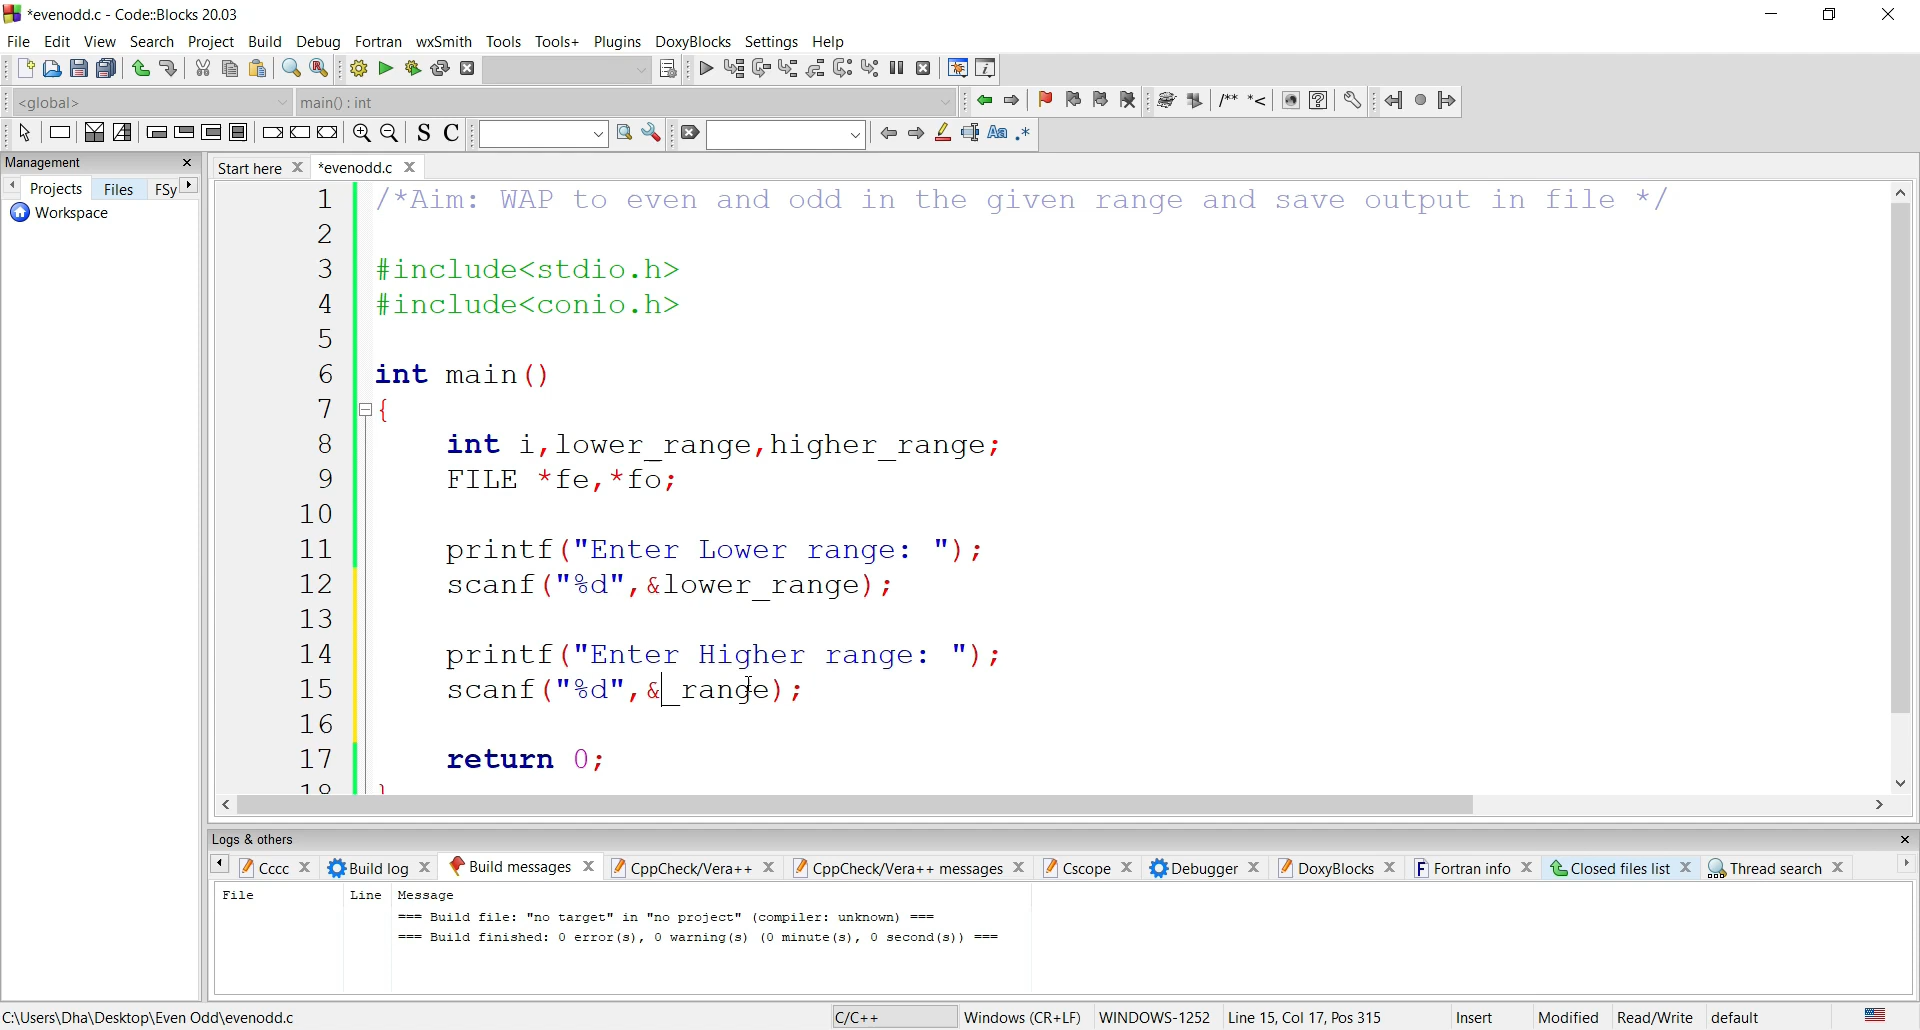 *evenodd.c - Code::Blocks 20.03
File Edit View Search Project Build Debug Fortran wxSmith Tools Tools+ Plugins DoxyBlocks Settings Help
<global> main() : int
/** *<
S C Aa .*
Management
Start here *evenodd.c
Projects Files FSy
Workspace
1 /*Aim: WAP to even and odd in the given range and save output in file */
2
3 #include<stdio.h>
4 #include<conio.h>
5
6 int main()
7 {
8 int i,lower_range,higher_range;
9 FILE *fe,*fo;
10
11 printf("Enter Lower range: ");
12 scanf("%d",&lower_range);
13
14 printf("Enter Higher range: ");
15 scanf("%d",&_range);
16
17 return 0;
18 }
Logs & others
Cccc Build log Build messages CppCheck/Vera++ CppCheck/Vera++ messages Cscope Debugger DoxyBlocks Fortran info Closed files list Thread search
File Line Message
=== Build file: "no target" in "no project" (compiler: unknown) ===
=== Build finished: 0 error(s), 0 warning(s) (0 minute(s), 0 second(s)) ===
C:\Users\Dha\Desktop\Even Odd\evenodd.c C/C++ Windows (CR+LF) WINDOWS-1252 Line 15, Col 17, Pos 315 Insert Modified Read/Write default